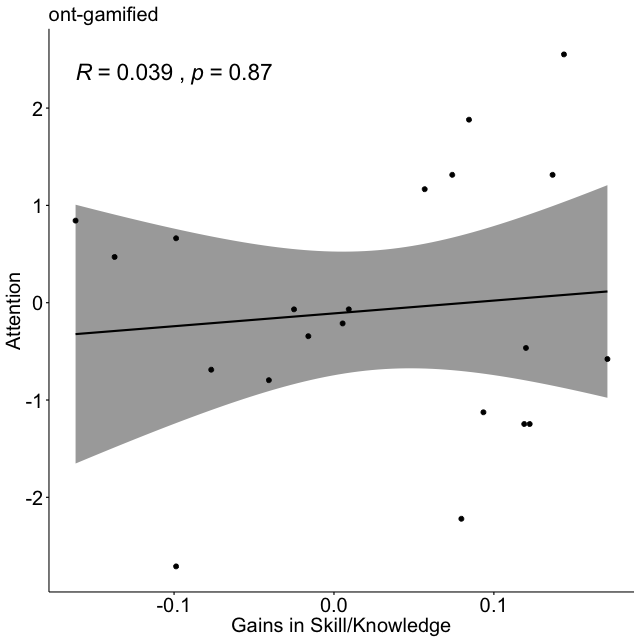 ont-gamified
R = 0.039 , p = 0.87
2
1
0
-1
-2
Attention
-0.1 0.0 0.1
Gains in Skill/Knowledge